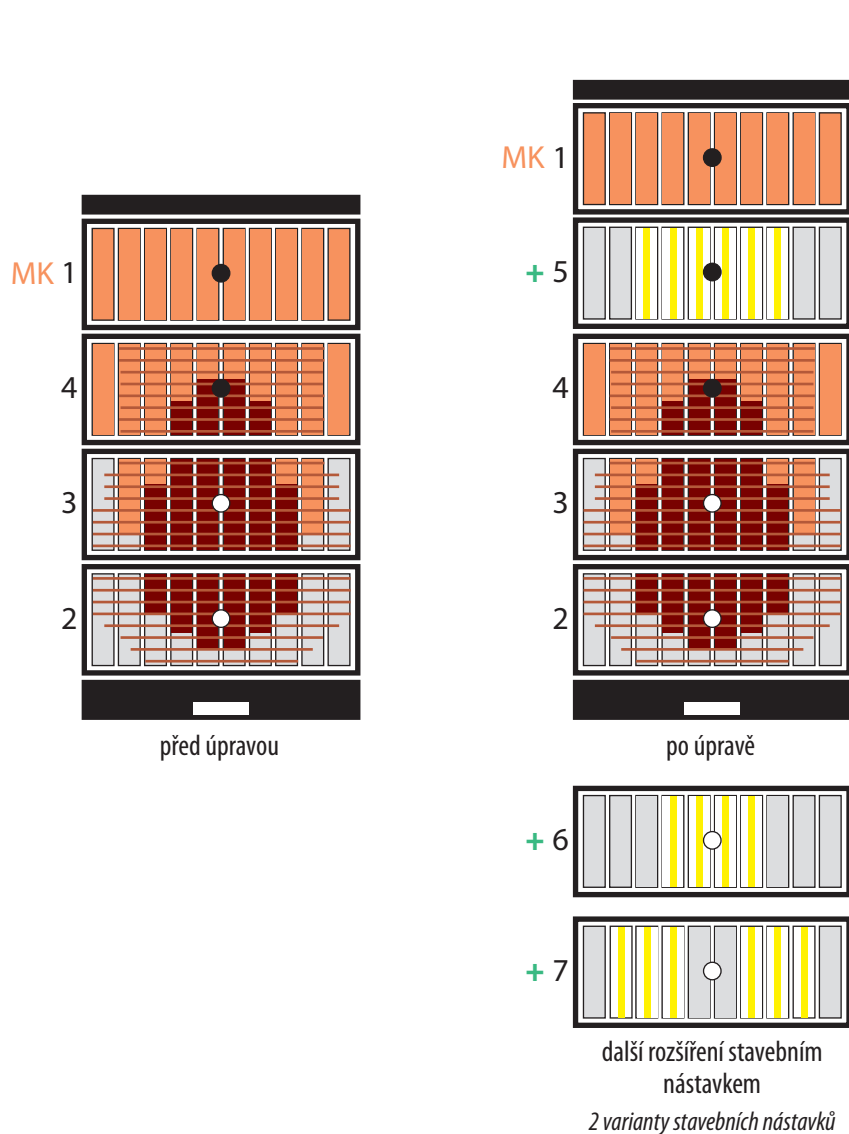 MK 1
4
3
2
před úpravou
MK 1
+ 5
4
3
2
po úpravě
+ 6
+ 7
další rozšíření stavebním
nástavkem
2 varianty stavebních nástavků